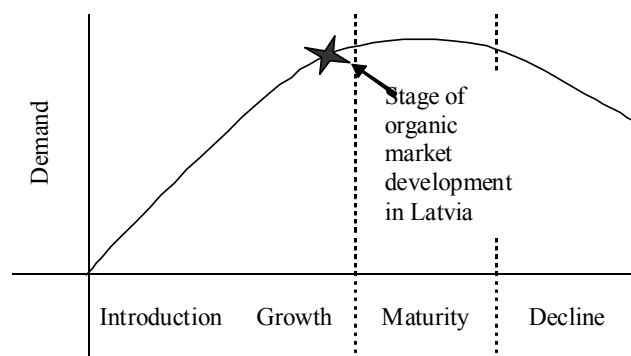 Demand
Stage of
organic
market
development
in Latvia
Introduction Growth Maturity Decline